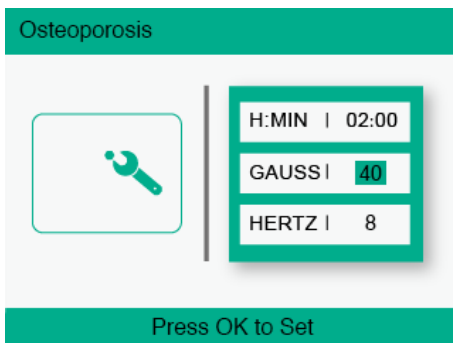 Osteoporosis
H:MIN | 02:00
GAUSS | 40
HERTZ | 8
Press OK to Set